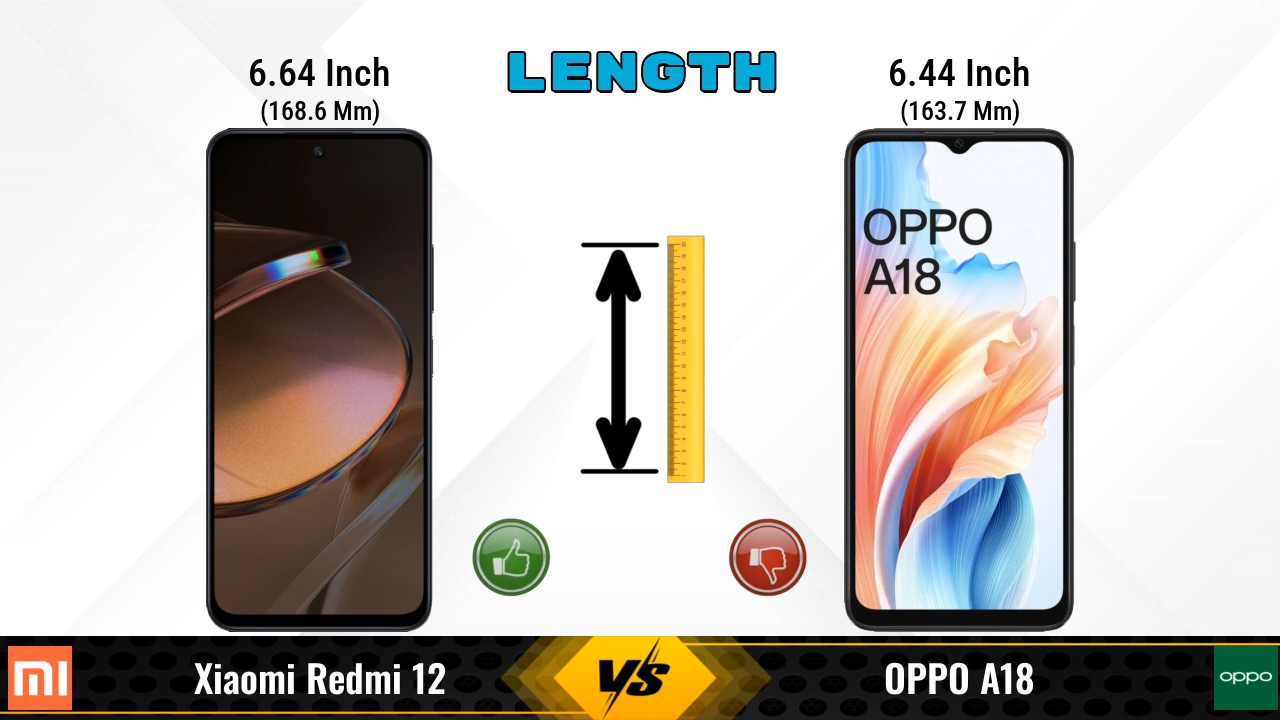 LENGTH
6.64 Inch
(168.6 Mm)
6.44 Inch
(163.7 Mm)
OPPO
A18
mi
Xiaomi Redmi 12
VS
OPPO A18
oppo